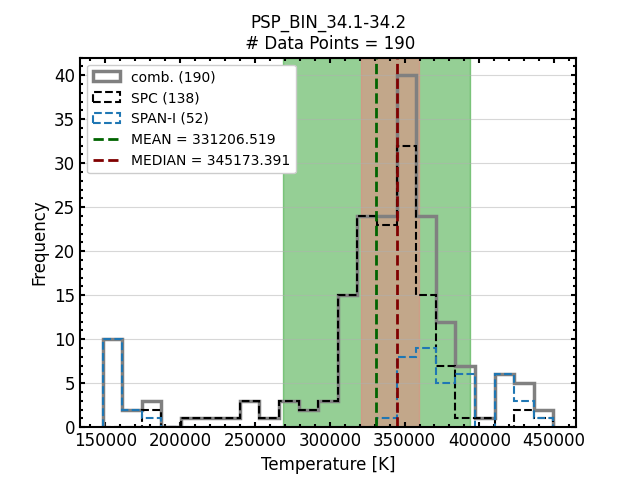 PSP_BIN_34.1-34.2
# Data Points = 190
comb. (190)
SPC (138)
SPAN-I (52)
MEAN = 331206.519
MEDIAN = 345173.391
Frequency
40
35
30
25
20
15
10
5
0
150000 200000 250000 300000 350000 400000 450000
Temperature [K]